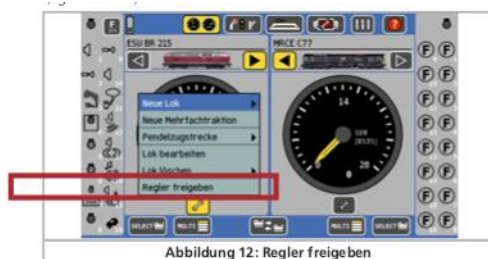 ESU BR 215
MRCE C77
Neue Lok
Neue Mehrfachtraktion
Pendelzugstrecke
Lok bearbeiten
Lok löschen
Regler freigeben
14
0
28
SELECT
MULTI
MULTI
SELECT
F F
F F
F F
F F
F F
F F
F F
F F
F F
Abbildung 12: Regler freigeben